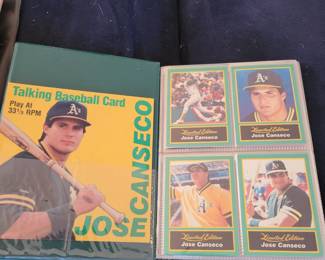 Talking Baseball Card
Play At
33⅓ RPM
JOSE CANSECO
A's
Limited Edition
Jose Canseco
A's
Limited Edition
Jose Canseco
A's
Limited Edition
Jose Canseco
Limited Edition
Jose Canseco